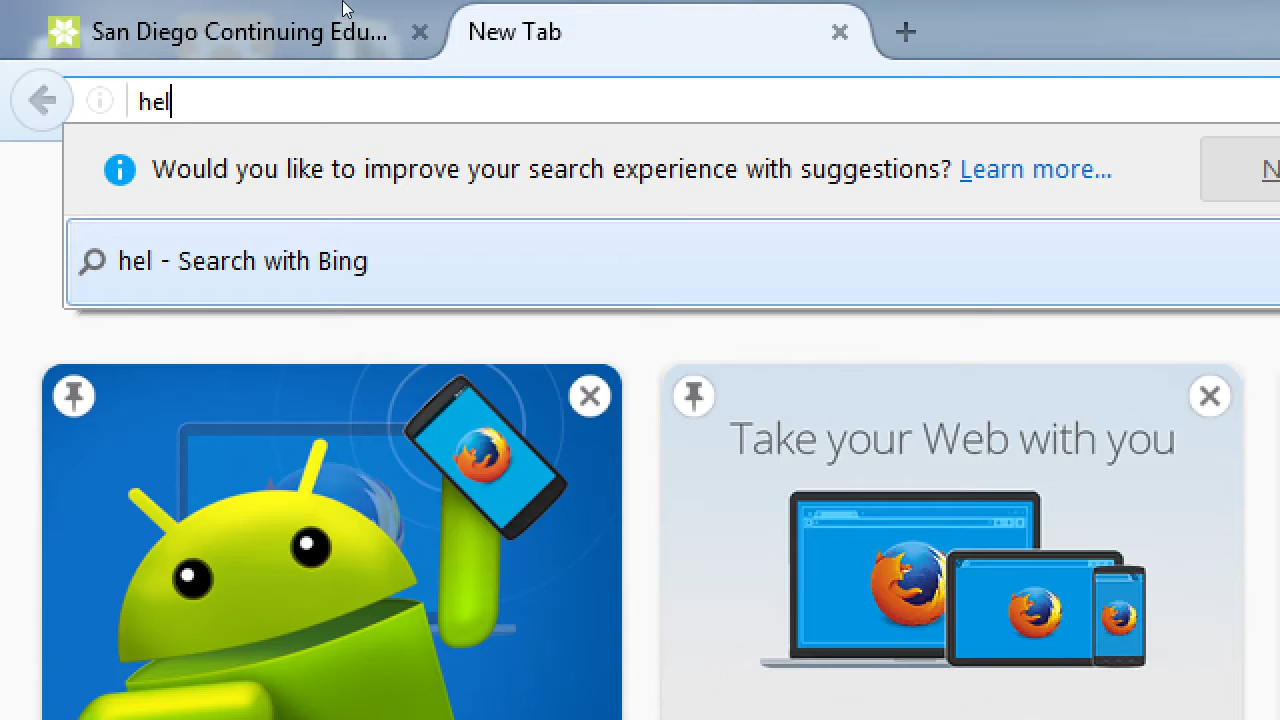 San Diego Continuing Edu...
New Tab
hel
Would you like to improve your search experience with suggestions? Learn more...
N
hel - Search with Bing
Take your Web with you